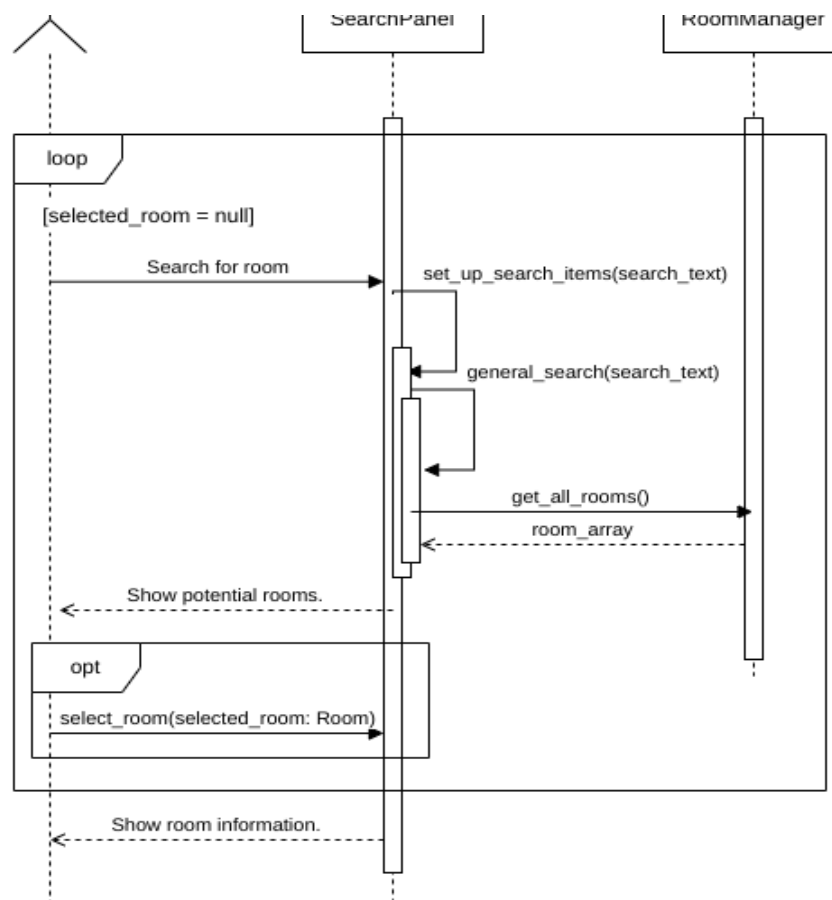 SearchPanel
RoomManager
loop
[selected_room = null]
Search for room
set_up_search_items(search_text)
general_search(search_text)
get_all_rooms()
room_array
Show potential rooms.
opt
select_room(selected_room: Room)
Show room information.